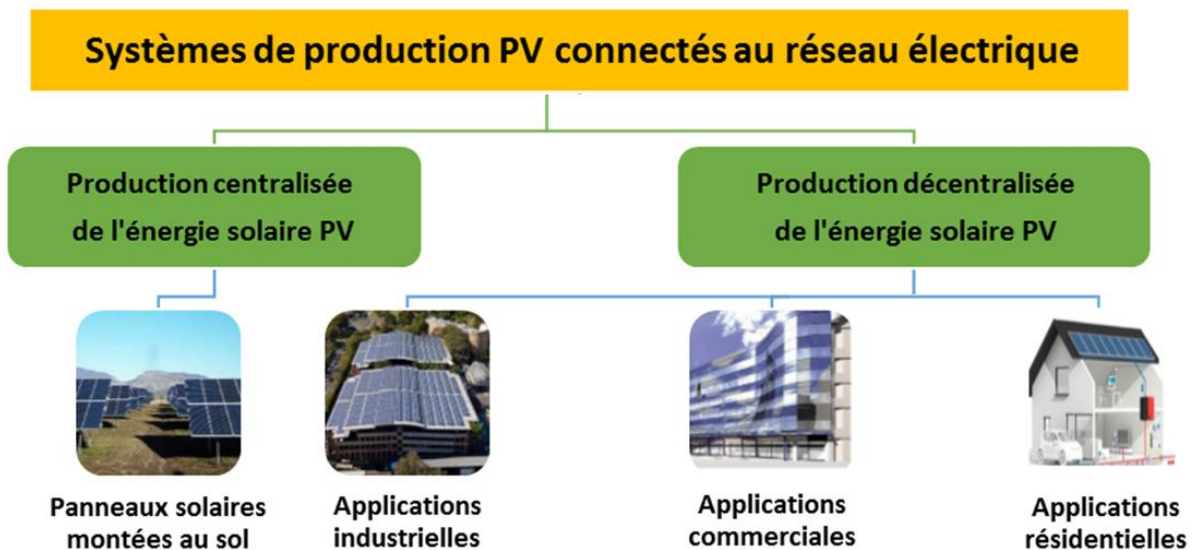 Systèmes de production PV connectés au réseau électrique
Production centralisée
de l'énergie solaire PV
Production décentralisée
de l'énergie solaire PV
Panneaux solaires
montées au sol
Applications
industrielles
Applications
commerciales
Applications
résidentielles